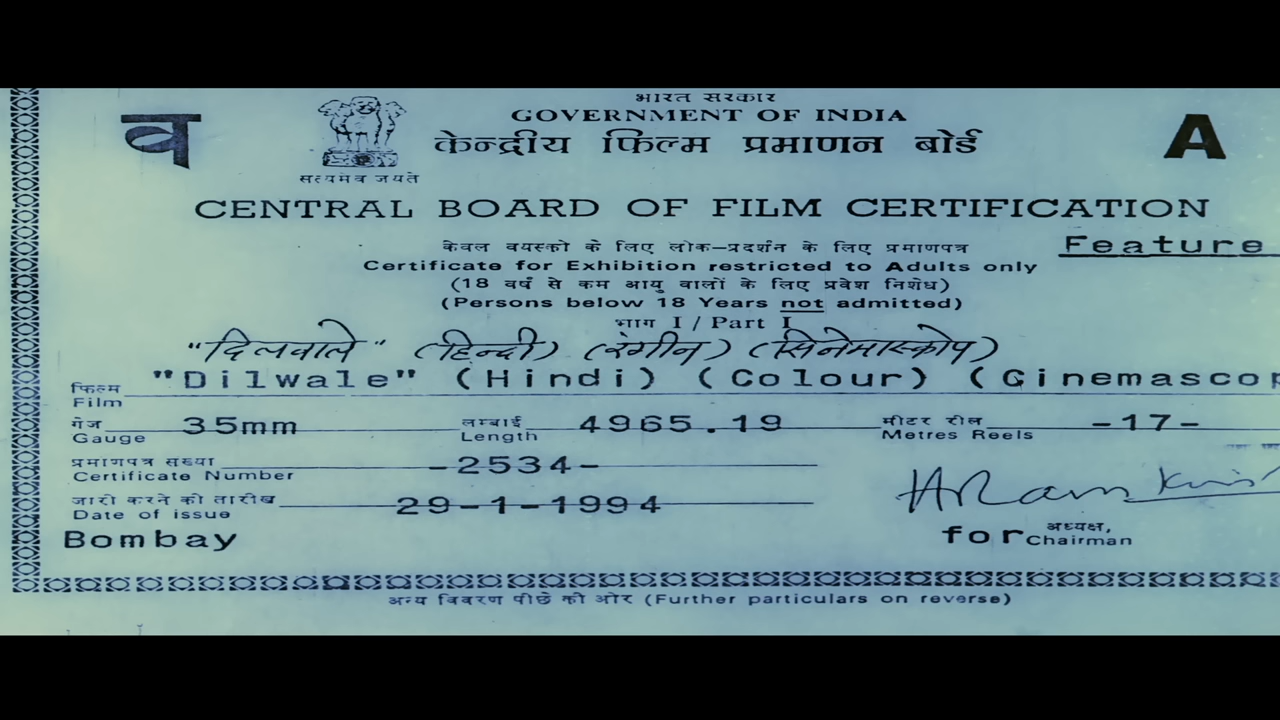 भारत सरकार
GOVERNMENT OF INDIA
व
केन्द्रीय फिल्म प्रमाणन बोर्ड
A
सत्यमेव जयते
CENTRAL BOARD OF FILM CERTIFICATION
केवल वयस्को के लिए लोक-प्रदर्शन के लिए प्रमाणपत्र
Feature
Certificate for Exhibition restricted to Adults only
(18 वर्ष से कम आयु वालों के लिए प्रवेश निशेध)
(Persons below 18 Years not admitted)
भाग I / Part I
"दिलवाले" (हिन्दी) (रंगीन) (सिनेमास्कोप)
फिल्म "Dilwale" (Hindi) (Colour) (Cinemascop
Film
गेज 35mm लम्बाई 4965.19 मीटर रील -17-
Gauge Length Metres Reels
प्रमाणपत्र सख्या -2534-
Certificate Number
जारी करने की तारीख 29-1-1994
Date of issue
Bombay
for अध्यक्ष,
Chairman
अन्य विवरण पीछे की ओर (Further particulars on reverse)